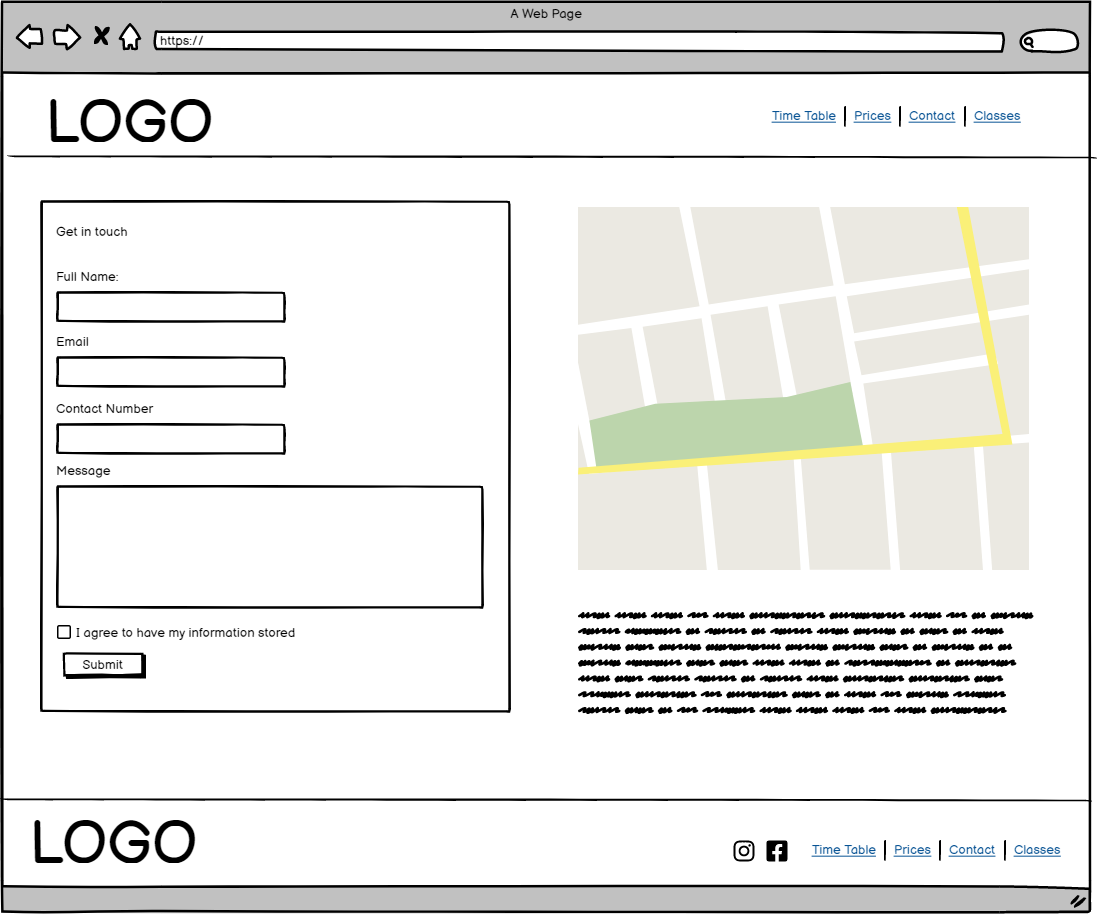 A Web Page
https://
LOGO
Time Table | Prices | Contact | Classes
Get in touch
Full Name:
Email
Contact Number
Message
I agree to have my information stored
Submit
LOGO
Time Table | Prices | Contact | Classes